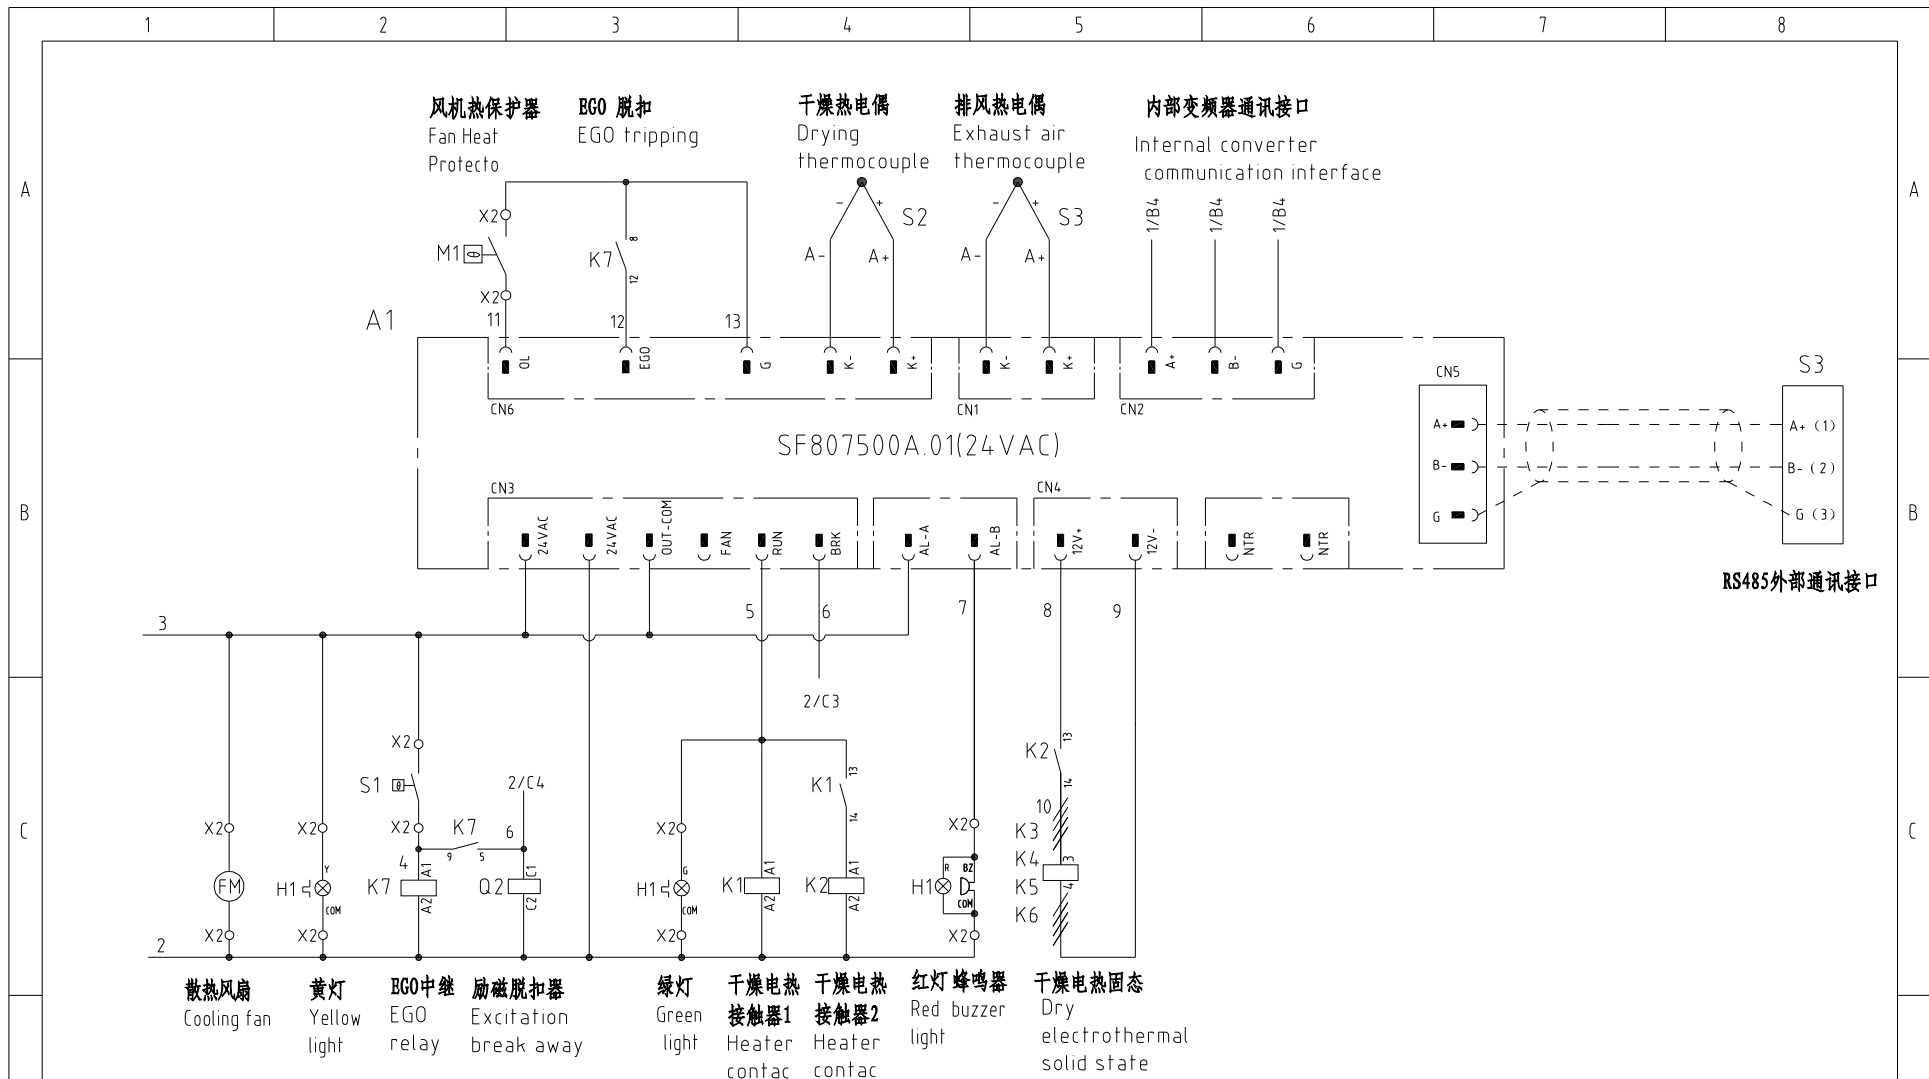 1 2 3 4 5 6 7 8
风机热保护器
Fan Heat
Protecto
EGO 脱扣
EGO tripping
干燥热电偶
Drying
thermocouple
排风热电偶
Exhaust air
thermocouple
内部变频器通讯接口
Internal converter
communication interface
A
A
X2
M1
θ
X2
K7
8
12
-
+
S2
A-
A+
-
+
S3
A-
A+
1/B4
1/B4
1/B4
A1
11
12
13
OL
EGO
G
K-
K+
K-
K+
A+
B-
G
CN6
CN1
CN2
SF807500A.01(24VAC)
CN5
A+
B-
G
S3
A+ (1)
B- (2)
G (3)
RS485外部通讯接口
B
B
CN3
CN4
24VAC
24VAC
OUT-COM
FAN
RUN
BRK
AL-A
AL-B
12V+
12V-
NTR
NTR
3
5
6
7
8
9
2/C3
C
C
X2
FM
X2
X2
H1
Y
COM
X2
X2
S1
θ
X2
4
K7
A1
A2
K7
9
5
2/C4
6
Q2
C1
C2
X2
H1
G
COM
X2
K1
A1
A2
K1
13
14
K2
A1
A2
X2
H1
R
BZ
COM
X2
K2
13
14
10
K3
K4
K5
K6
3
4
2
散热风扇
Cooling fan
黄灯
Yellow
light
EGO中继
EGO
relay
励磁脱扣器
Excitation
break away
绿灯
Green
light
干燥电热
接触器1
Heater
contac
干燥电热
接触器2
Heater
contac
红灯 蜂鸣器
Red buzzer
light
干燥电热固态
Dry
electrothermal
solid state